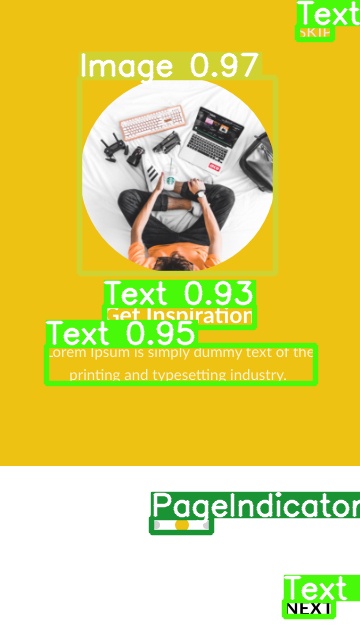 Text
SKIP
Image 0.97
Text 0.93
Get Inspiration
Text 0.95
Lorem Ipsum is simply dummy text of the
printing and typesetting industry.
PageIndicator
Text
NEXT